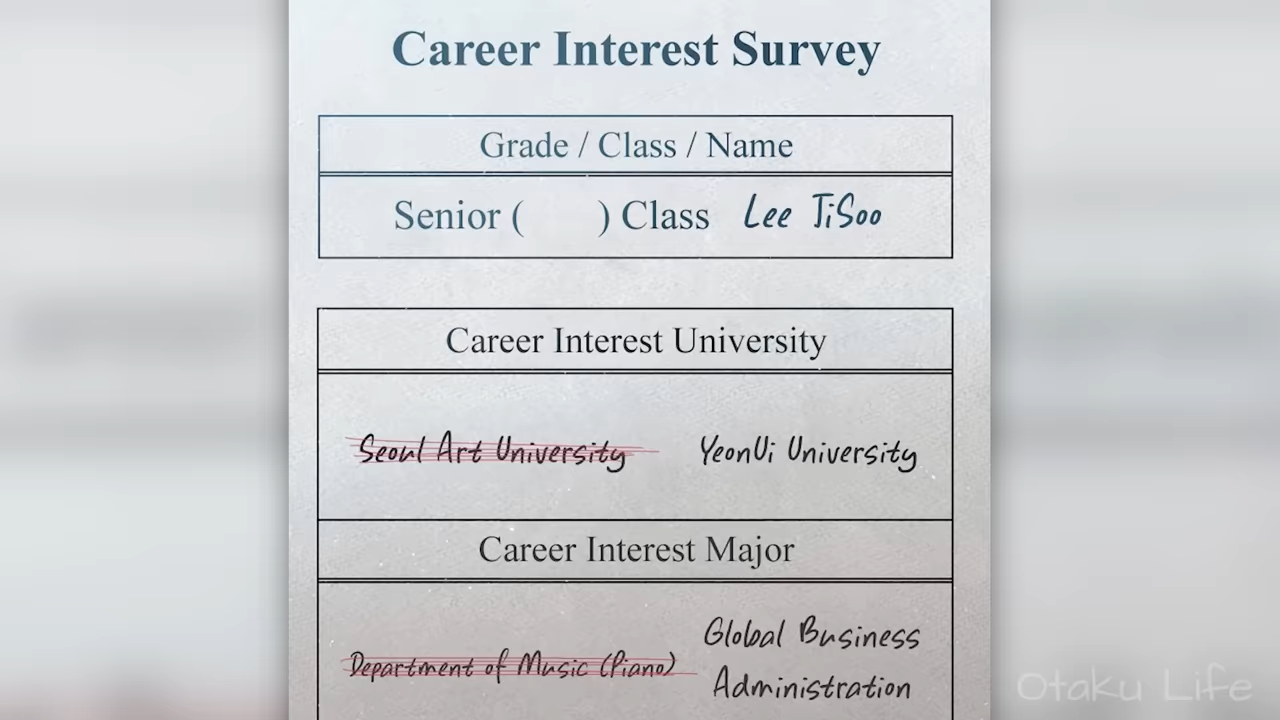 Career Interest Survey
Grade / Class / Name
Senior ( ) Class Lee JiSoo
Career Interest University
Seoul Art University YeonUi University
Career Interest Major
Department of Music (Piano) Global Business
Administration
Otaku Life